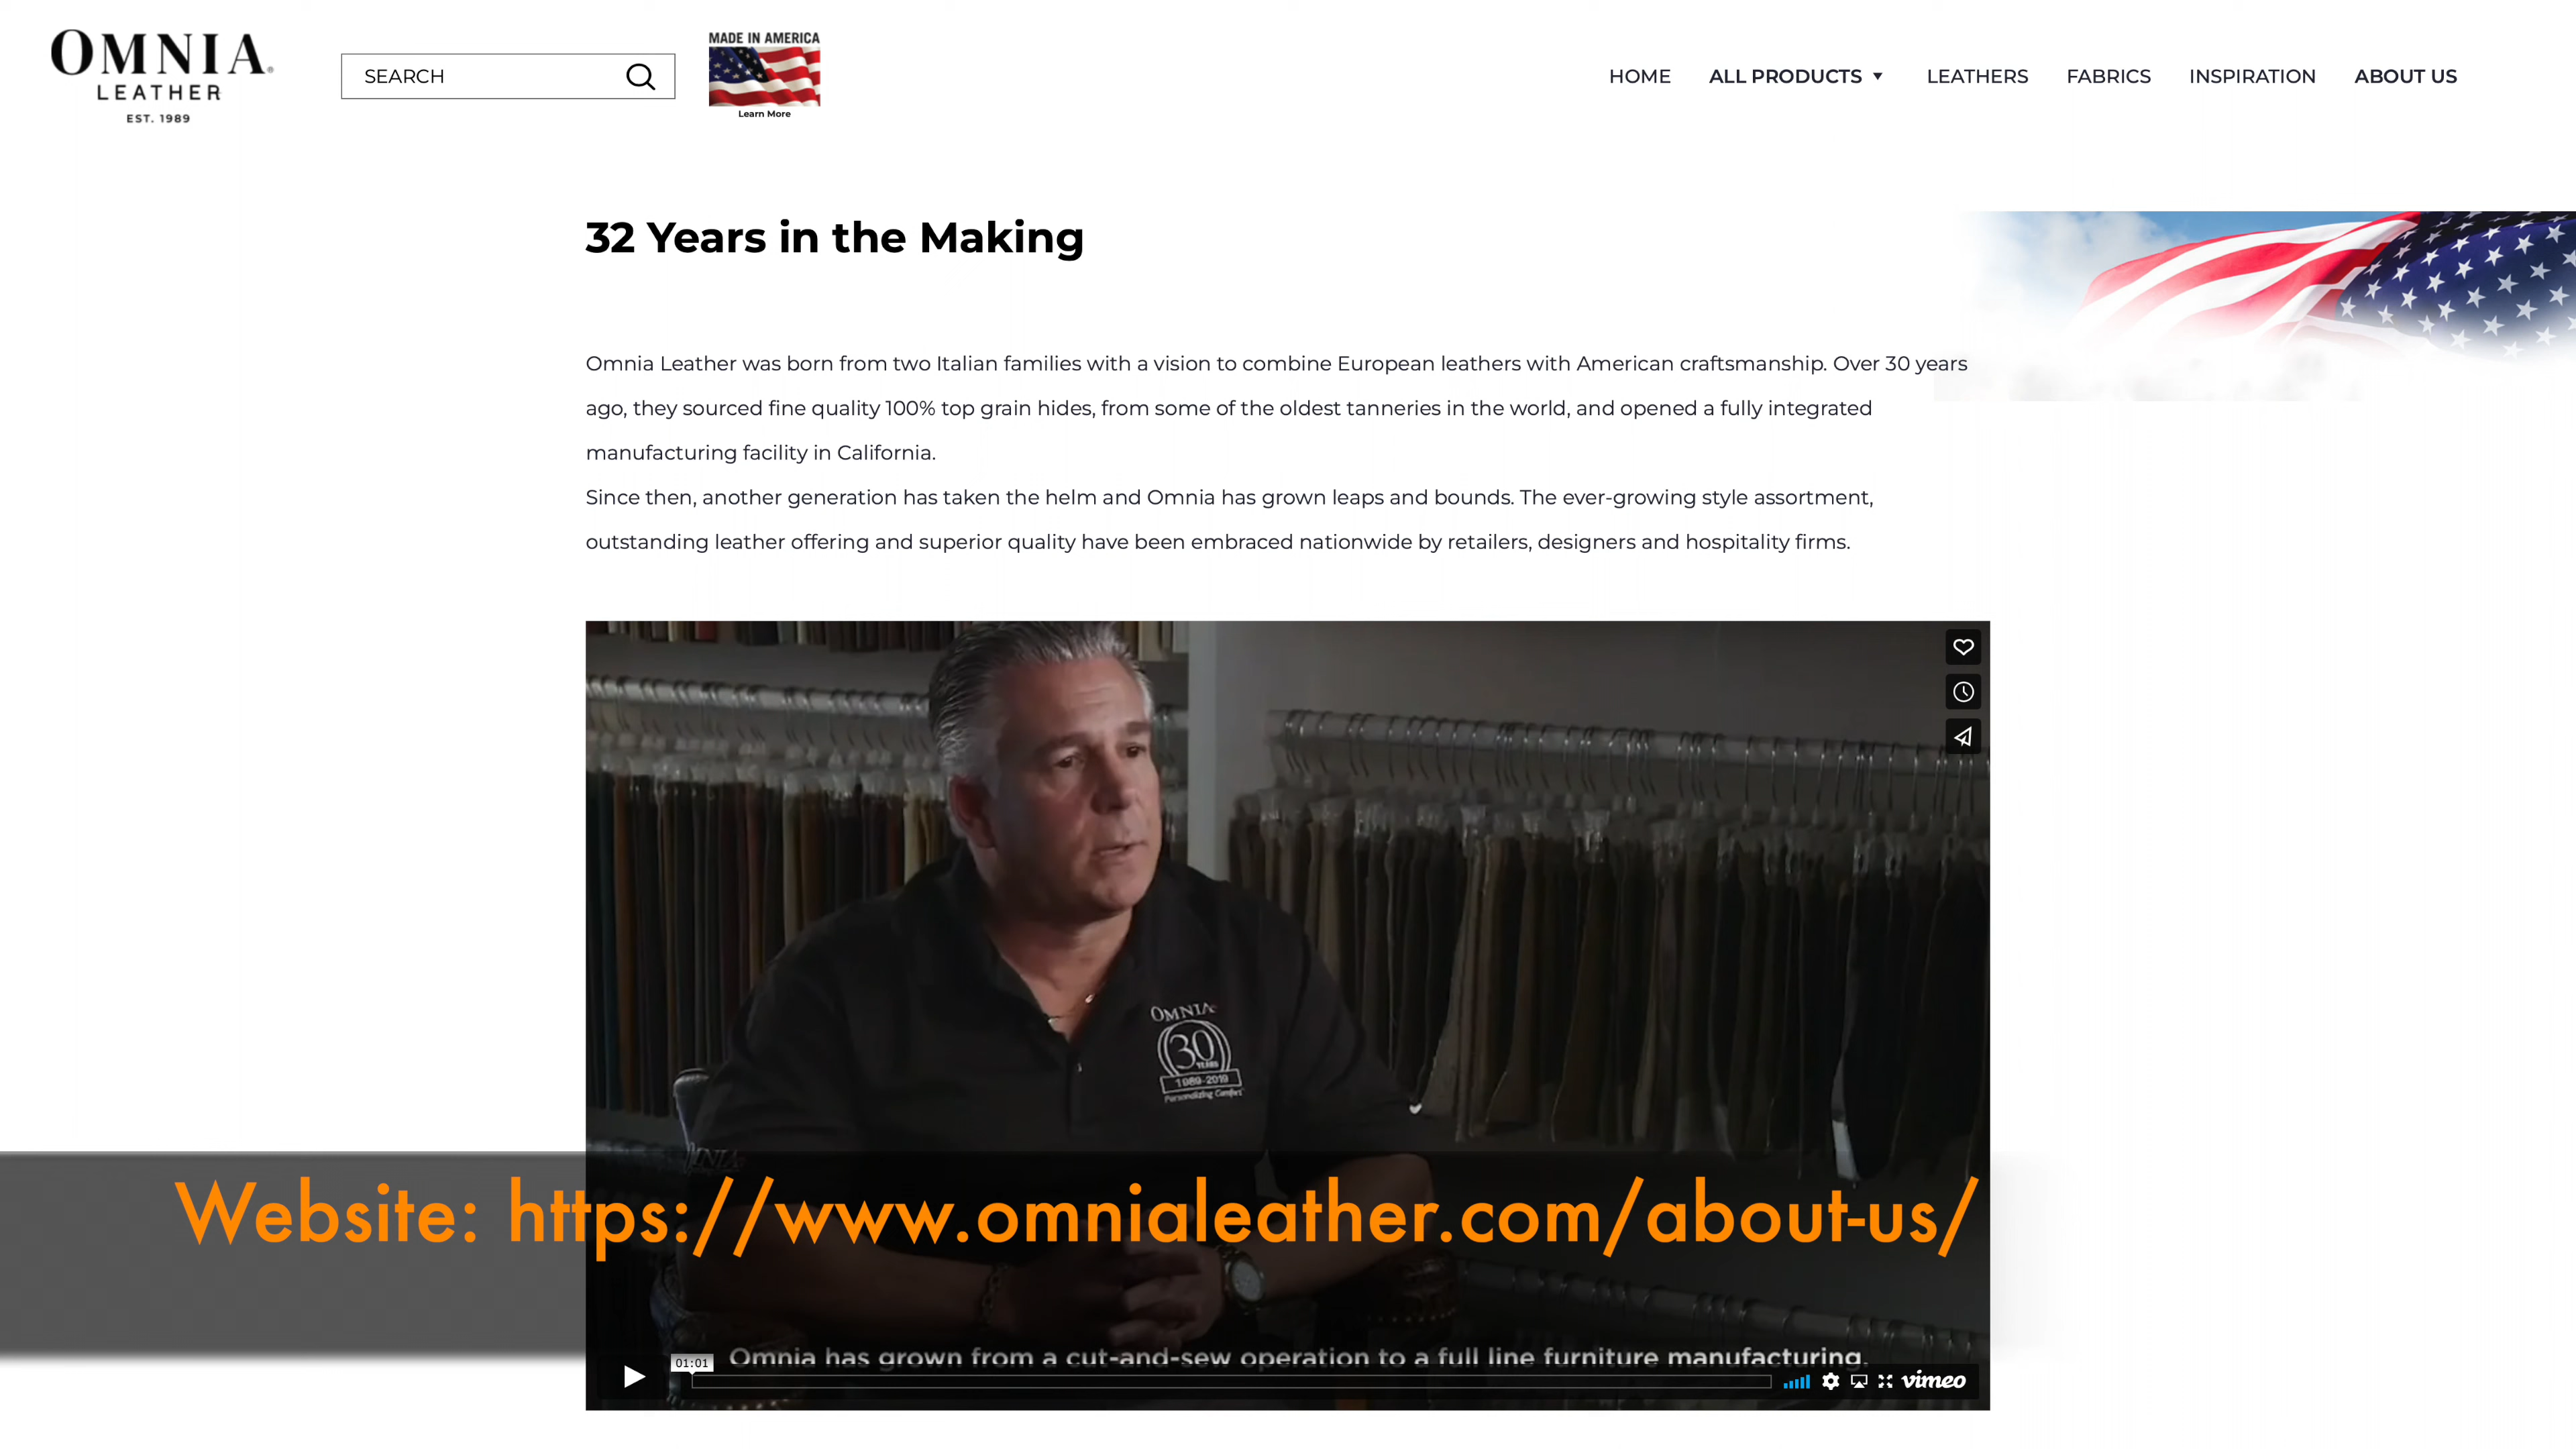 OMNIA®
LEATHER
EST. 1989
SEARCH
MADE IN AMERICA
Learn More
HOME
ALL PRODUCTS
LEATHERS
FABRICS
INSPIRATION
ABOUT US
32 Years in the Making
Omnia Leather was born from two Italian families with a vision to combine European leathers with American craftsmanship. Over 30 years
ago, they sourced fine quality 100% top grain hides, from some of the oldest tanneries in the world, and opened a fully integrated
manufacturing facility in California.
Since then, another generation has taken the helm and Omnia has grown leaps and bounds. The ever-growing style assortment,
outstanding leather offering and superior quality have been embraced nationwide by retailers, designers and hospitality firms.
OMNIA
30
YEARS
1989-2019
Personalizing Comfort
Website: https://www.omnialeather.com/about-us/
Omnia has grown from a cut-and-sew operation to a full line furniture manufacturing.
01:01
vimeo